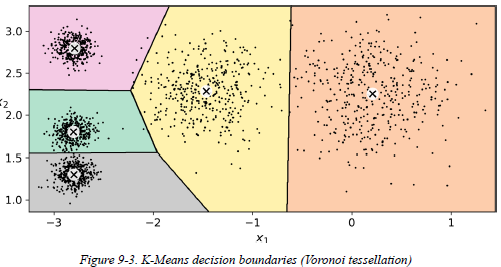 3.0
2.5
x2
2.0
1.5
1.0
−3 −2 −1 0 1
x1
Figure 9-3. K-Means decision boundaries (Voronoi tessellation)